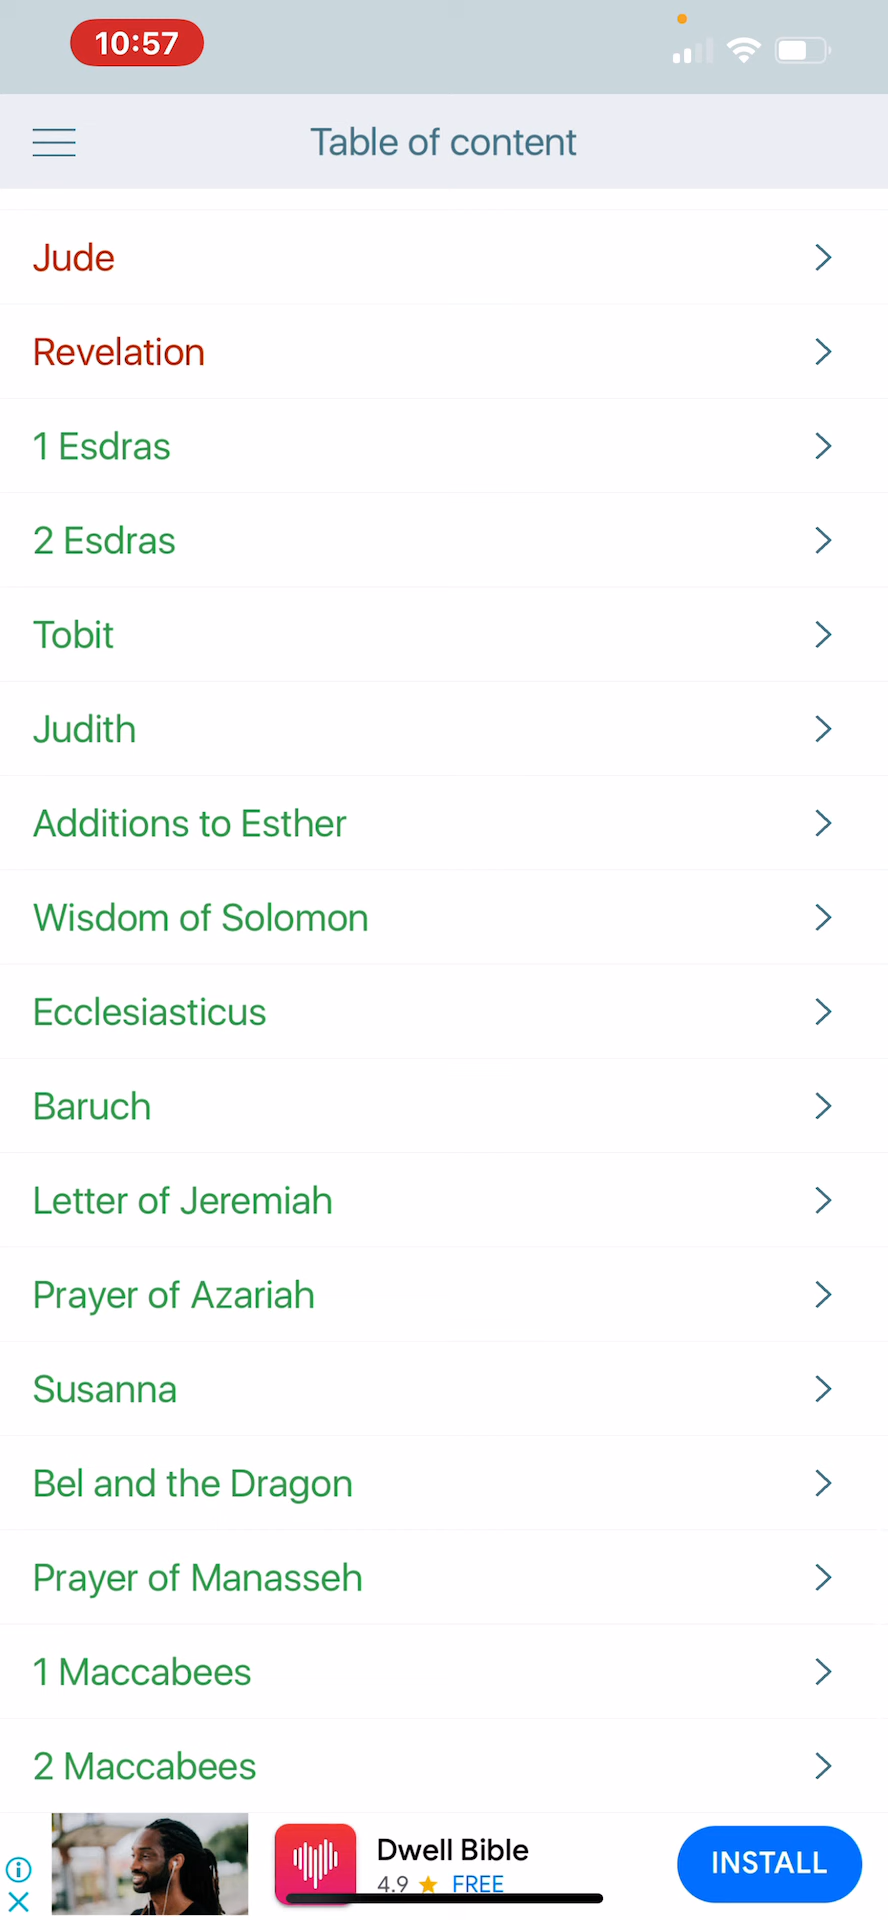 10:57
Table of content
Jude
Revelation
1 Esdras
2 Esdras
Tobit
Judith
Additions to Esther
Wisdom of Solomon
Ecclesiasticus
Baruch
Letter of Jeremiah
Prayer of Azariah
Susanna
Bel and the Dragon
Prayer of Manasseh
1 Maccabees
2 Maccabees
Dwell Bible
4.9 ★ FREE
INSTALL